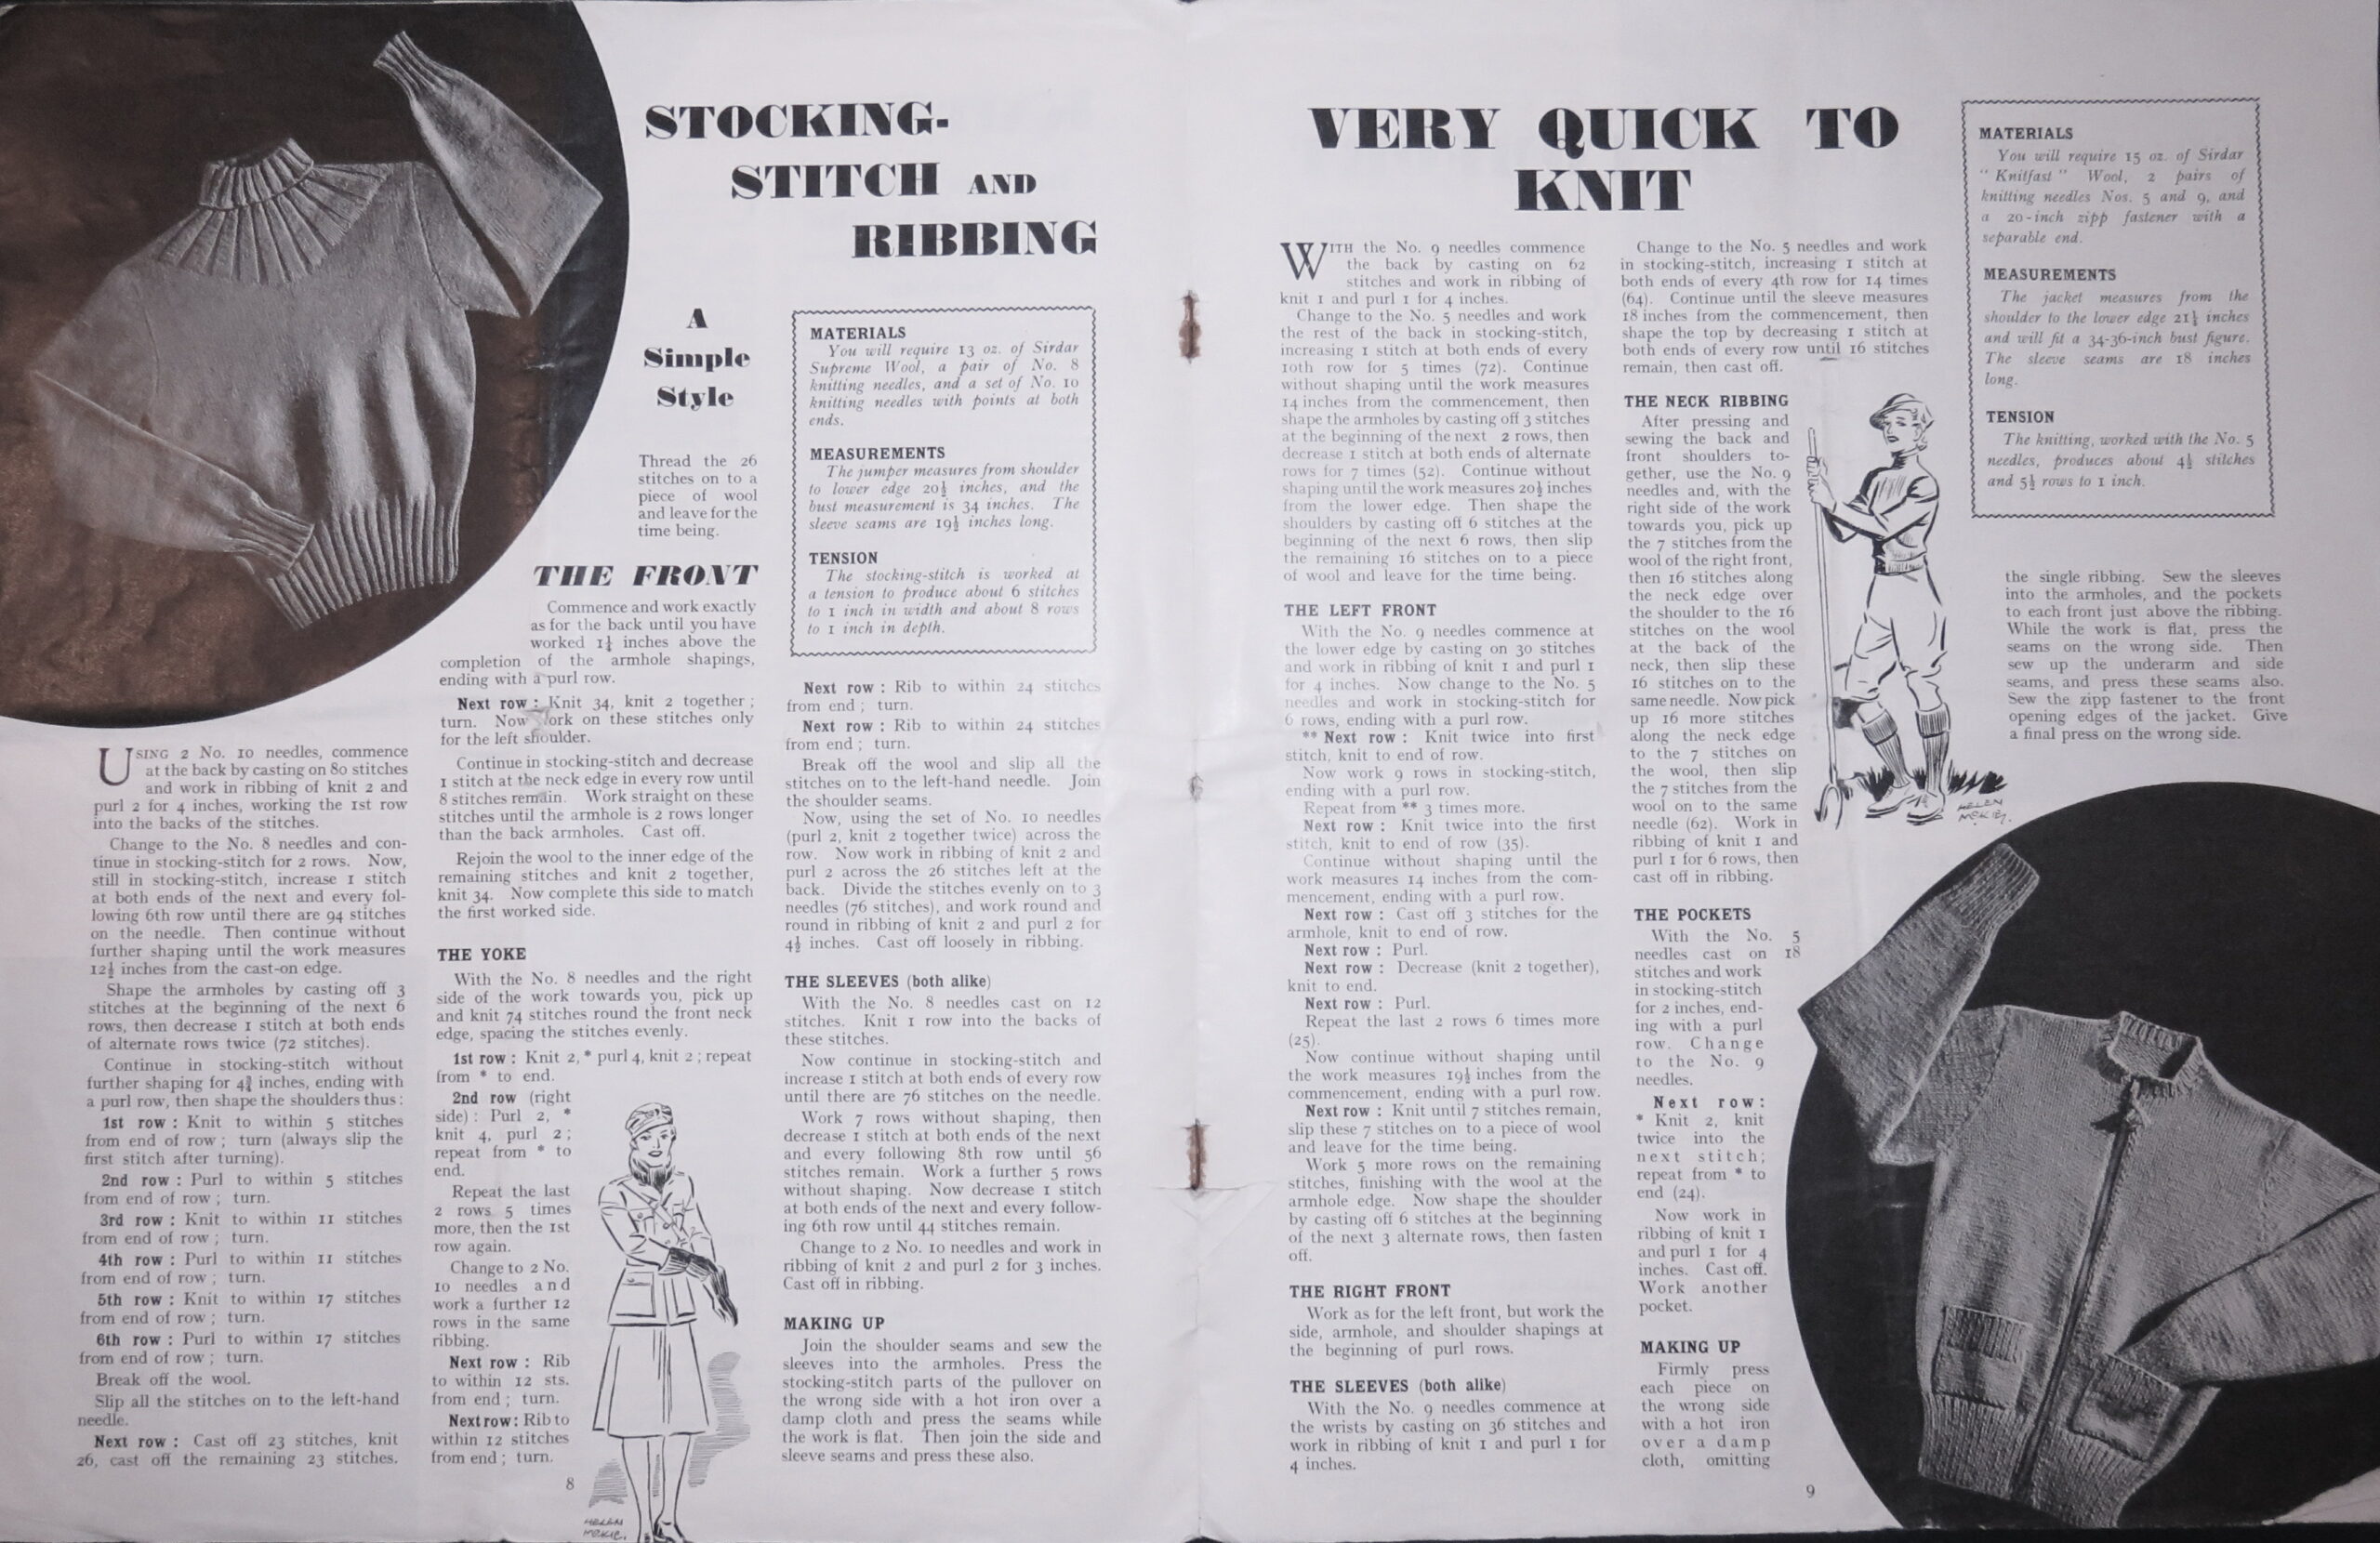 STOCKING-
STITCH AND
RIBBING
A
Simple
Style
MATERIALS
You will require 13 oz. of Sirdar
Supreme Wool, a pair of No. 8
knitting needles, and a set of No. 10
knitting needles with points at both
ends.
MEASUREMENTS
The jumper measures from shoulder
to lower edge 20½ inches, and the
bust measurement is 34 inches. The
sleeve seams are 19½ inches long.
TENSION
The stocking-stitch is worked at
a tension to produce about 6 stitches
to 1 inch in width and about 8 rows
to 1 inch in depth.
USING 2 No. 10 needles, commence
at the back by casting on 80 stitches
and work in ribbing of knit 2 and
purl 2 for 4 inches, working the 1st row
into the backs of the stitches.
Change to the No. 8 needles and con-
tinue in stocking-stitch for 2 rows. Now,
still in stocking-stitch, increase 1 stitch
at both ends of the next and every fol-
lowing 6th row until there are 94 stitches
on the needle. Then continue without
further shaping until the work measures
12½ inches from the cast-on edge.
Shape the armholes by casting off 3
stitches at the beginning of the next 6
rows, then decrease 1 stitch at both ends
of alternate rows twice (72 stitches).
Continue in stocking-stitch without
further shaping for 4¾ inches, ending with
a purl row, then shape the shoulders thus:
1st row : Knit to within 5 stitches
from end of row ; turn (always slip the
first stitch after turning).
2nd row : Purl to within 5 stitches
from end of row ; turn.
3rd row : Knit to within 11 stitches
from end of row ; turn.
4th row : Purl to within 11 stitches
from end of row ; turn.
5th row : Knit to within 17 stitches
from end of row ; turn.
6th row : Purl to within 17 stitches
from end of row ; turn.
Break off the wool.
Slip all the stitches on to the left-hand
needle.
Next row : Cast off 23 stitches, knit
26, cast off the remaining 23 stitches.
Thread the 26
stitches on to a
piece of wool
and leave for the
time being.
THE FRONT
Commence and work exactly
as for the back until you have
worked 1¼ inches above the
completion of the armhole shapings,
ending with a purl row.
Next row : Knit 34, knit 2 together ;
turn. Now work on these stitches only
for the left shoulder.
Continue in stocking-stitch and decrease
1 stitch at the neck edge in every row until
8 stitches remain. Work straight on these
stitches until the armhole is 2 rows longer
than the back armholes. Cast off.
Rejoin the wool to the inner edge of the
remaining stitches and knit 2 together,
knit 34. Now complete this side to match
the first worked side.
THE YOKE
With the No. 8 needles and the right
side of the work towards you, pick up
and knit 74 stitches round the front neck
edge, spacing the stitches evenly.
1st row : Knit 2, * purl 4, knit 2 ; repeat
from * to end.
2nd row (right
side) : Purl 2, *
knit 4, purl 2 ;
repeat from * to
end.
Repeat the last
2 rows 5 times
more, then the 1st
row again.
Change to 2 No.
10 needles and
work a further 12
rows in the same
ribbing.
Next row : Rib
to within 12 sts.
from end ; turn.
Next row: Rib to
within 12 stitches
from end ; turn.
Next row : Rib to within 24 stitches
from end ; turn.
Next row : Rib to within 24 stitches
from end ; turn.
Break off the wool and slip all the
stitches on to the left-hand needle. Join
the shoulder seams.
Now, using the set of No. 10 needles
(purl 2, knit 2 together twice) across the
row. Now work in ribbing of knit 2 and
purl 2 across the 26 stitches left at the
back. Divide the stitches evenly on to 3
needles (76 stitches), and work round and
round in ribbing of knit 2 and purl 2 for
4½ inches. Cast off loosely in ribbing.
THE SLEEVES (both alike)
With the No. 8 needles cast on 12
stitches. Knit 1 row into the backs of
these stitches.
Now continue in stocking-stitch and
increase 1 stitch at both ends of every row
until there are 76 stitches on the needle.
Work 7 rows without shaping, then
decrease 1 stitch at both ends of the next
and every following 8th row until 56
stitches remain. Work a further 5 rows
without shaping. Now decrease 1 stitch
at both ends of the next and every follow-
ing 6th row until 44 stitches remain.
Change to 2 No. 10 needles and work in
ribbing of knit 2 and purl 2 for 3 inches.
Cast off in ribbing.
MAKING UP
Join the shoulder seams and sew the
sleeves into the armholes. Press the
stocking-stitch parts of the pullover on
the wrong side with a hot iron over a
damp cloth and press the seams while
the work is flat. Then join the side and
sleeve seams and press these also.
HELEN
MCKIE.
8
VERY QUICK TO
KNIT
WITH the No. 9 needles commence
the back by casting on 62
stitches and work in ribbing of
knit 1 and purl 1 for 4 inches.
Change to the No. 5 needles and work
the rest of the back in stocking-stitch,
increasing 1 stitch at both ends of every
10th row for 5 times (72). Continue
without shaping until the work measures
14 inches from the commencement, then
shape the armholes by casting off 3 stitches
at the beginning of the next 2 rows, then
decrease 1 stitch at both ends of alternate
rows for 7 times (52). Continue without
shaping until the work measures 20½ inches
from the lower edge. Then shape the
shoulders by casting off 6 stitches at the
beginning of the next 6 rows, then slip
the remaining 16 stitches on to a piece
of wool and leave for the time being.
THE LEFT FRONT
With the No. 9 needles commence at
the lower edge by casting on 30 stitches
and work in ribbing of knit 1 and purl 1
for 4 inches. Now change to the No. 5
needles and work in stocking-stitch for
6 rows, ending with a purl row.
** Next row : Knit twice into first
stitch, knit to end of row.
Now work 9 rows in stocking-stitch,
ending with a purl row.
Repeat from ** 3 times more.
Next row : Knit twice into the first
stitch, knit to end of row (35).
Continue without shaping until the
work measures 14 inches from the com-
mencement, ending with a purl row.
Next row : Cast off 3 stitches for the
armhole, knit to end of row.
Next row : Purl.
Next row : Decrease (knit 2 together),
knit to end.
Next row : Purl.
Repeat the last 2 rows 6 times more
(25).
Now continue without shaping until
the work measures 19½ inches from the
commencement, ending with a purl row.
Next row : Knit until 7 stitches remain,
slip these 7 stitches on to a piece of wool
and leave for the time being.
Work 5 more rows on the remaining
stitches, finishing with the wool at the
armhole edge. Now shape the shoulder
by casting off 6 stitches at the beginning
of the next 3 alternate rows, then fasten
off.
THE RIGHT FRONT
Work as for the left front, but work the
side, armhole, and shoulder shapings at
the beginning of purl rows.
THE SLEEVES (both alike)
With the No. 9 needles commence at
the wrists by casting on 36 stitches and
work in ribbing of knit 1 and purl 1 for
4 inches.
Change to the No. 5 needles and work
in stocking-stitch, increasing 1 stitch at
both ends of every 4th row for 14 times
(64). Continue until the sleeve measures
18 inches from the commencement, then
shape the top by decreasing 1 stitch at
both ends of every row until 16 stitches
remain, then cast off.
THE NECK RIBBING
After pressing and
sewing the back and
front shoulders to-
gether, use the No. 9
needles and, with the
right side of the work
towards you, pick up
the 7 stitches from the
wool of the right front,
then 16 stitches along
the neck edge over
the shoulder to the 16
stitches on the wool
at the back of the
neck, then slip these
16 stitches on to the
same needle. Now pick
up 16 more stitches
along the neck edge
to the 7 stitches on
the wool, then slip
the 7 stitches from the
wool on to the same
needle (62). Work in
ribbing of knit 1 and
purl 1 for 6 rows, then
cast off in ribbing.
THE POCKETS
With the No. 5
needles cast on 18
stitches and work
in stocking-stitch
for 2 inches, end-
ing with a purl
row. Change
to the No. 9
needles.
Next row:
* Knit 2, knit
twice into the
next stitch;
repeat from * to
end (24).
Now work in
ribbing of knit 1
and purl 1 for 4
inches. Cast off.
Work another
pocket.
MAKING UP
Firmly press
each piece on
the wrong side
with a hot iron
over a damp
cloth, omitting
MATERIALS
You will require 15 oz. of Sirdar
" Knitfast " Wool, 2 pairs of
knitting needles Nos. 5 and 9, and
a 20-inch zipp fastener with a
separable end.
MEASUREMENTS
The jacket measures from the
shoulder to the lower edge 21½ inches
and will fit a 34-36-inch bust figure.
The sleeve seams are 18 inches
long.
TENSION
The knitting, worked with the No. 5
needles, produces about 4½ stitches
and 5½ rows to 1 inch.
the single ribbing. Sew the sleeves
into the armholes, and the pockets
to each front just above the ribbing.
While the work is flat, press the
seams on the wrong side. Then
sew up the underarm and side
seams, and press these seams also.
Sew the zipp fastener to the front
opening edges of the jacket. Give
a final press on the wrong side.
HELEN
MCKIE.
9